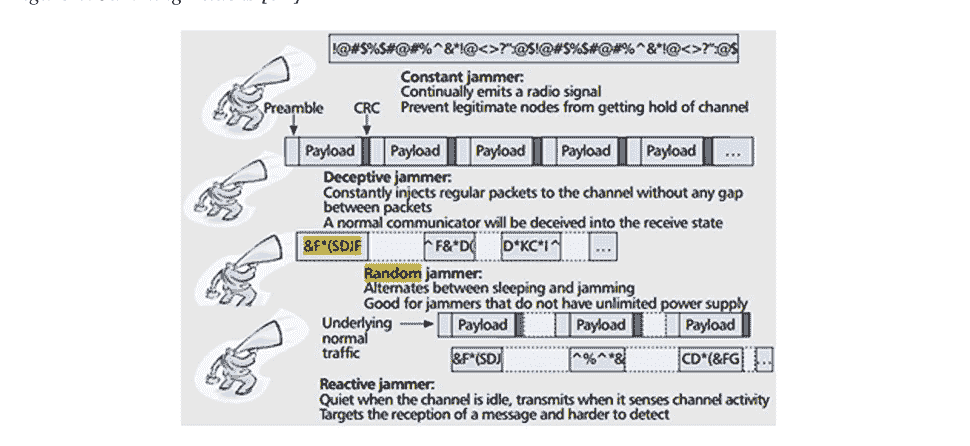 !@#$%$#@#%^&*!@<>?":@$!@#$%$#@#%^&*!@<>?":@$
Constant jammer:
Continually emits a radio signal
Prevent legitimate nodes from getting hold of channel
Preamble CRC
Payload Payload Payload Payload Payload ...
Deceptive jammer:
Constantly injects regular packets to the channel without any gap
between packets
A normal communicator will be deceived into the receive state
&F*(SDJF ^F&*D( D*KC*I^ ...
Random jammer:
Alternates between sleeping and jamming
Good for jammers that do not have unlimited power supply
Underlying
normal
traffic
Payload Payload Payload
&F*(SDJ ^%^*& CD*(&FG ...
Reactive jammer:
Quiet when the channel is idle, transmits when it senses channel activity
Targets the reception of a message and harder to detect